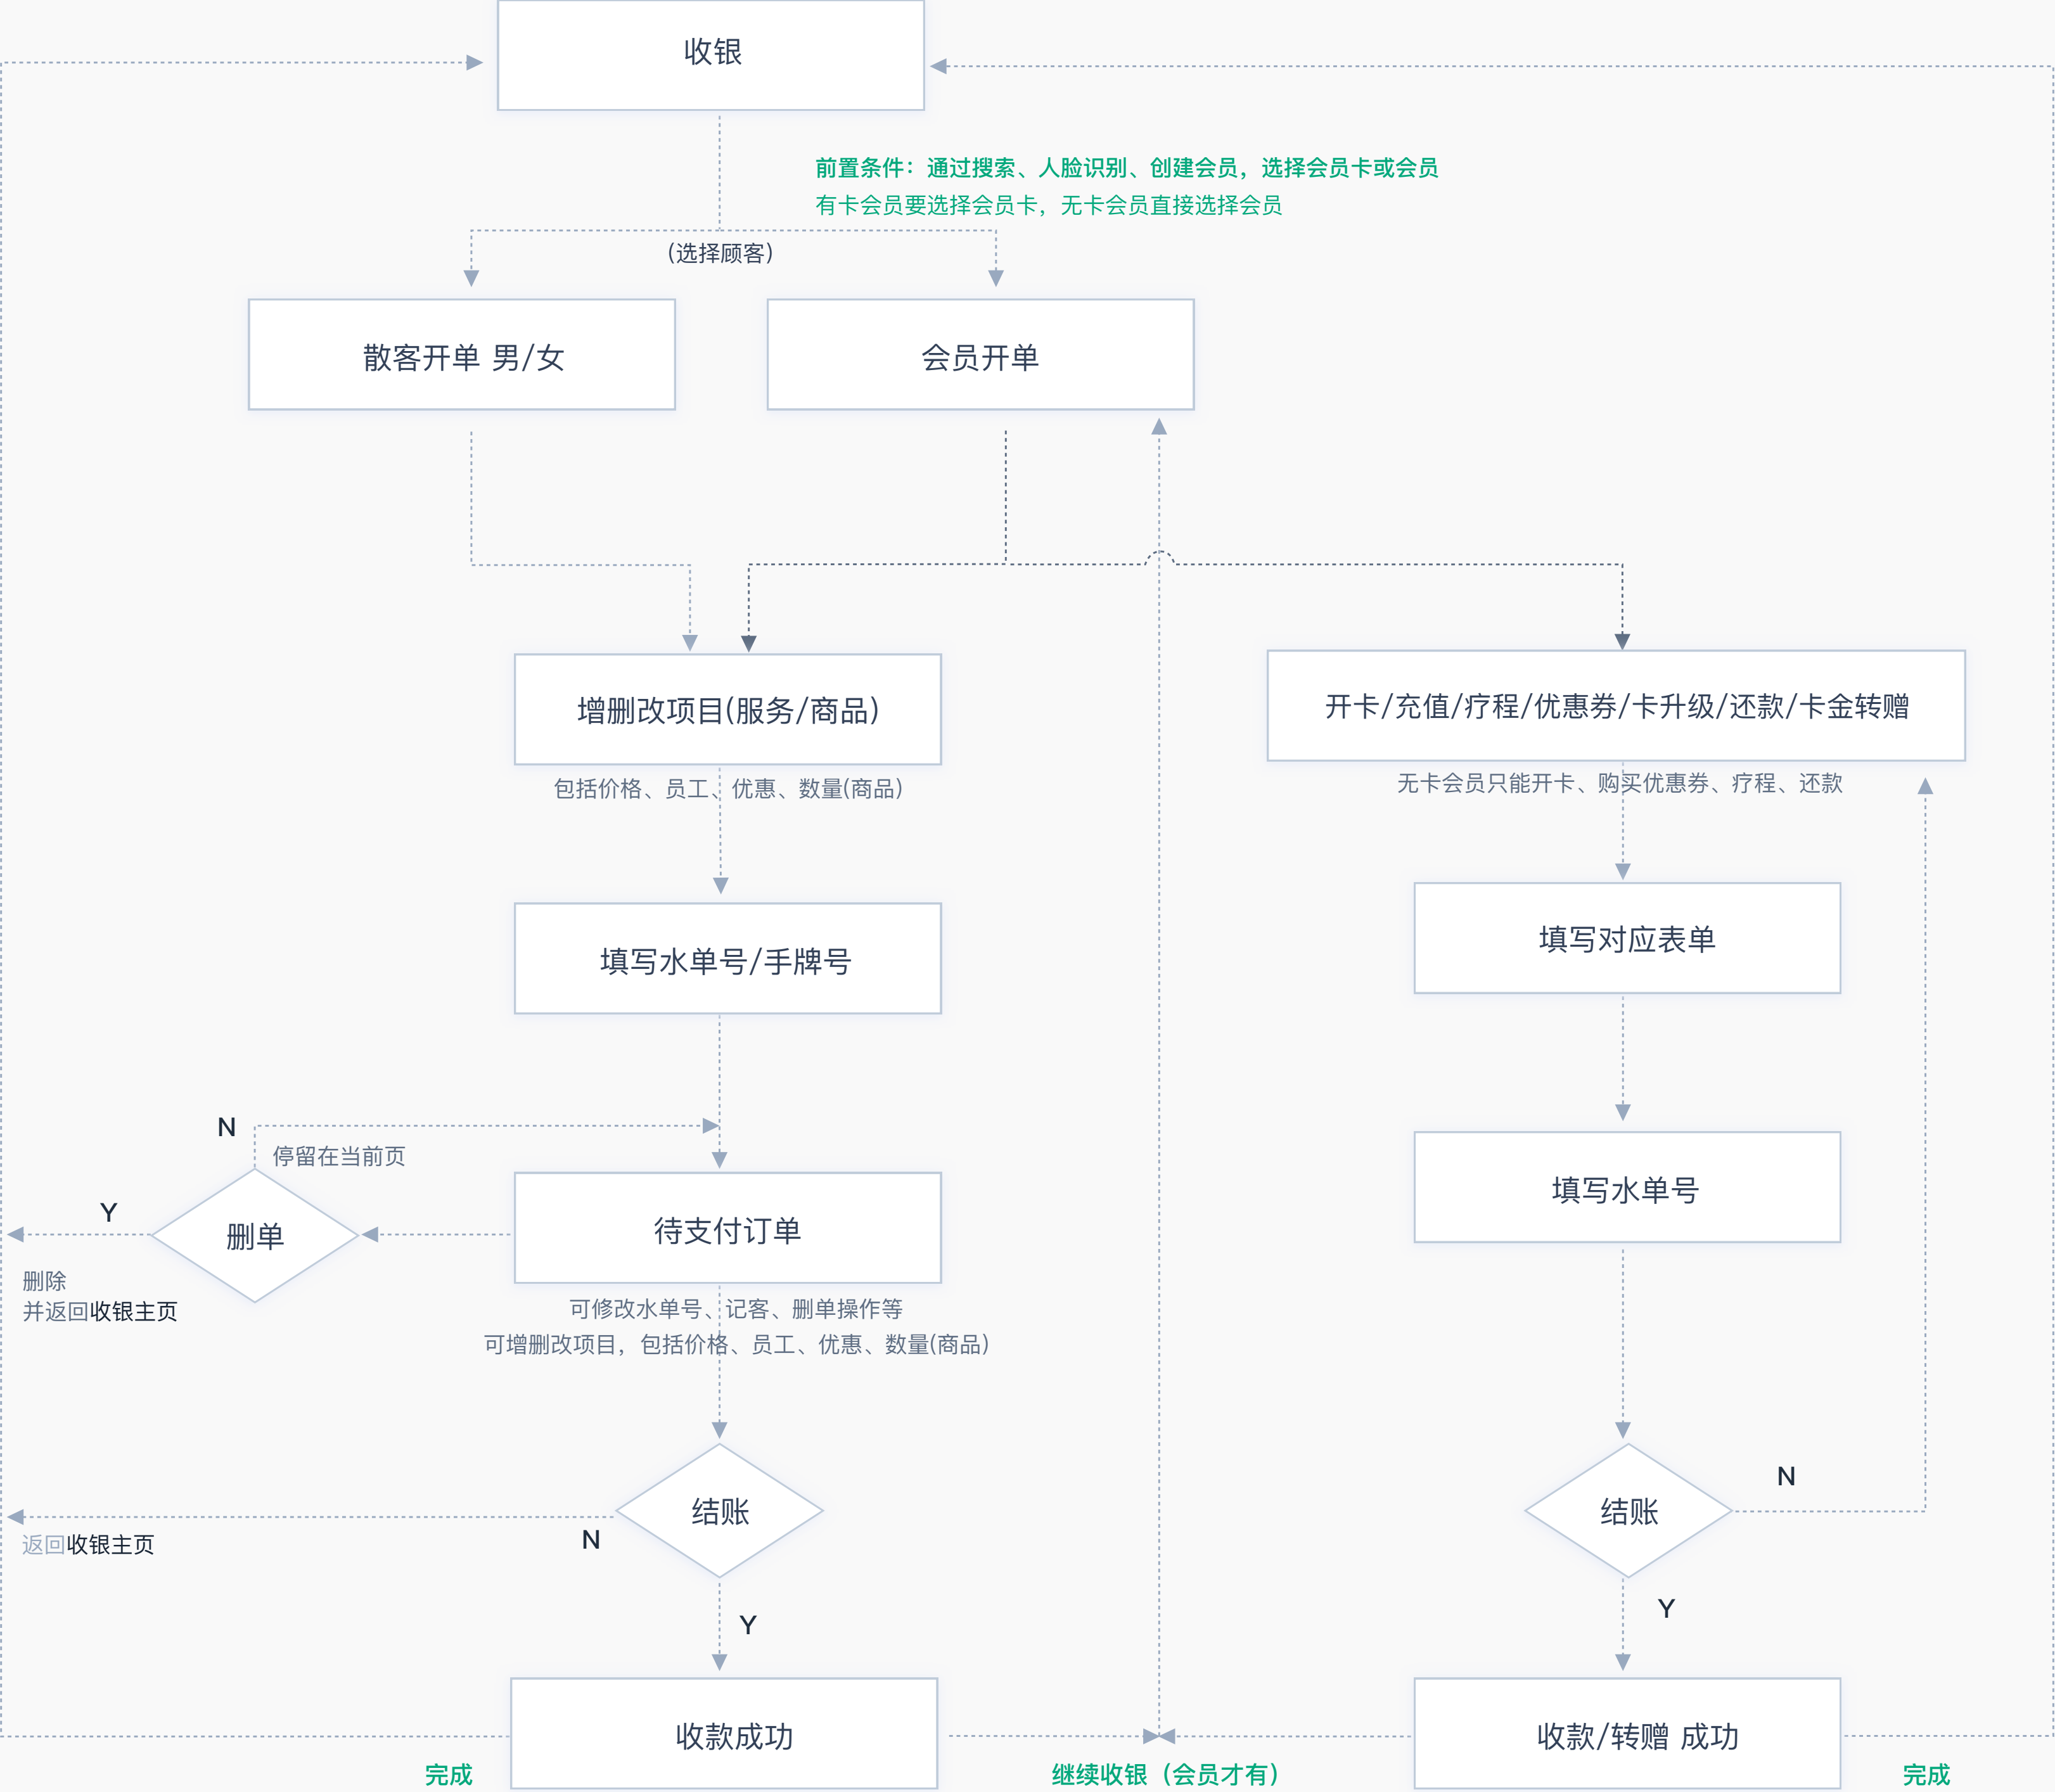 收银
前置条件：通过搜索、人脸识别、创建会员，选择会员卡或会员
有卡会员要选择会员卡，无卡会员直接选择会员
(选择顾客)
散客开单 男/女
会员开单
增删改项目(服务/商品)
包括价格、员工、优惠、数量(商品)
开卡/充值/疗程/优惠券/卡升级/还款/卡金转赠
无卡会员只能开卡、购买优惠券、疗程、还款
填写水单号/手牌号
填写对应表单
N
停留在当前页
Y
删单
删除
并返回收银主页
待支付订单
可修改水单号、记客、删单操作等
可增删改项目，包括价格、员工、优惠、数量(商品)
填写水单号
结账
N
返回收银主页
Y
结账
N
Y
收款成功
完成
继续收银（会员才有）
收款/转赠 成功
完成